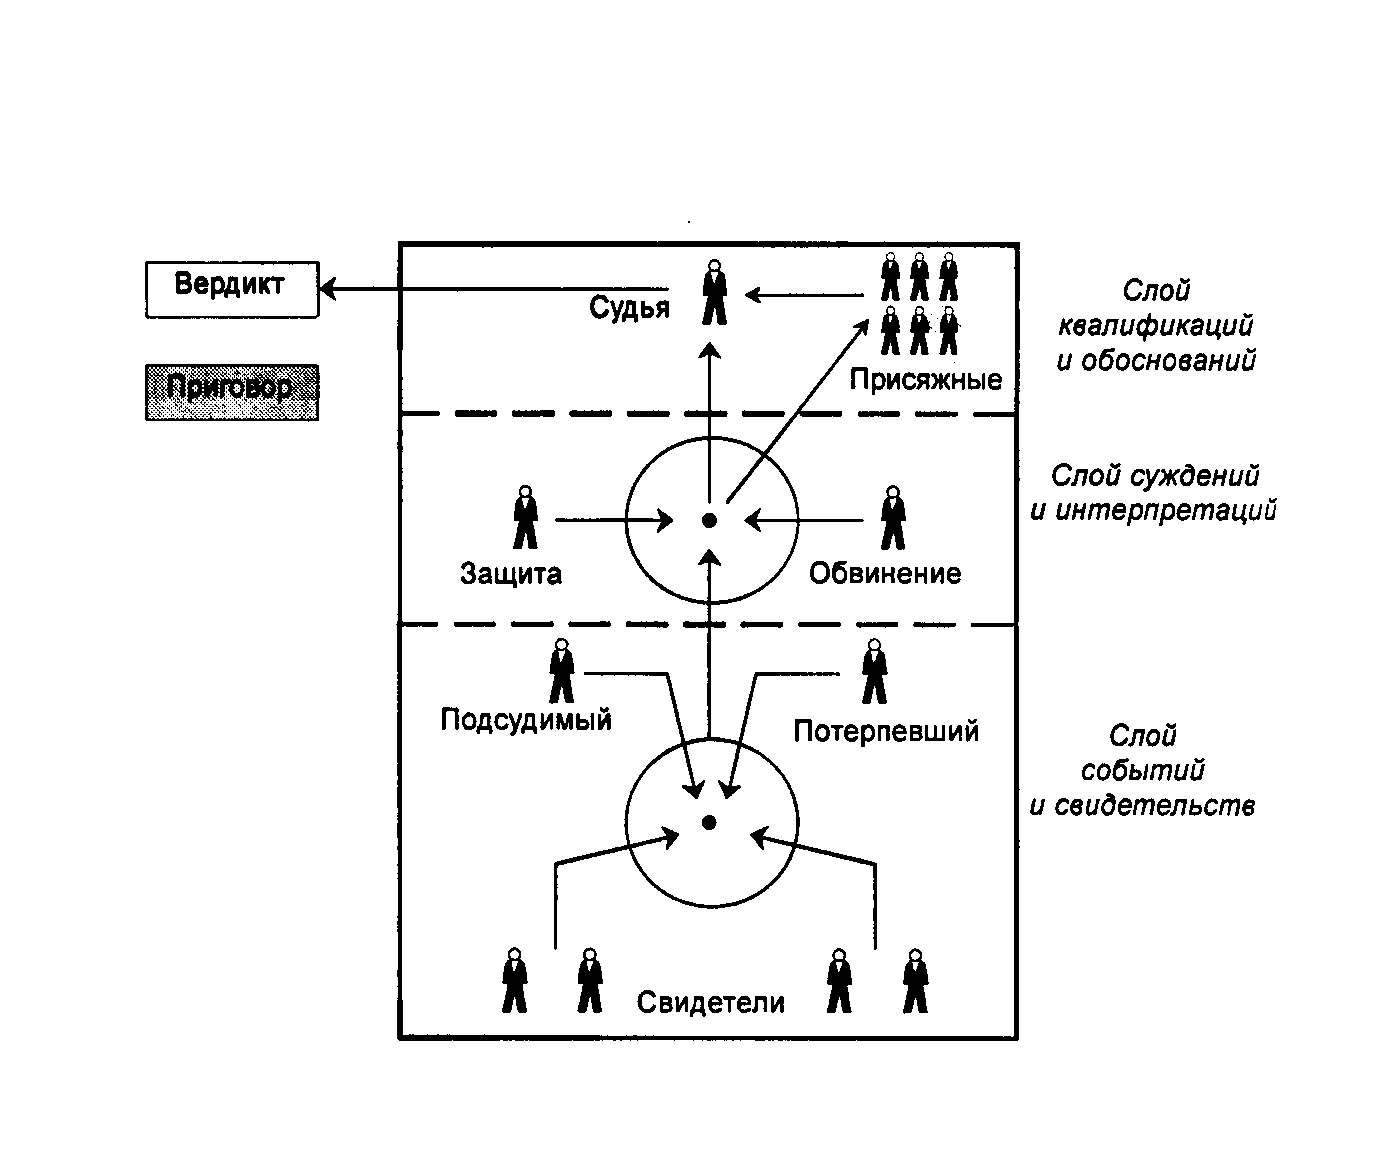 Вердикт
Приговор
Судья
Присяжные
Слой
квалификаций
и обоснований
Защита
Обвинение
Слой суждений
и интерпретаций
Подсудимый
Потерпевший
Слой
событий
и свидетельств
Свидетели